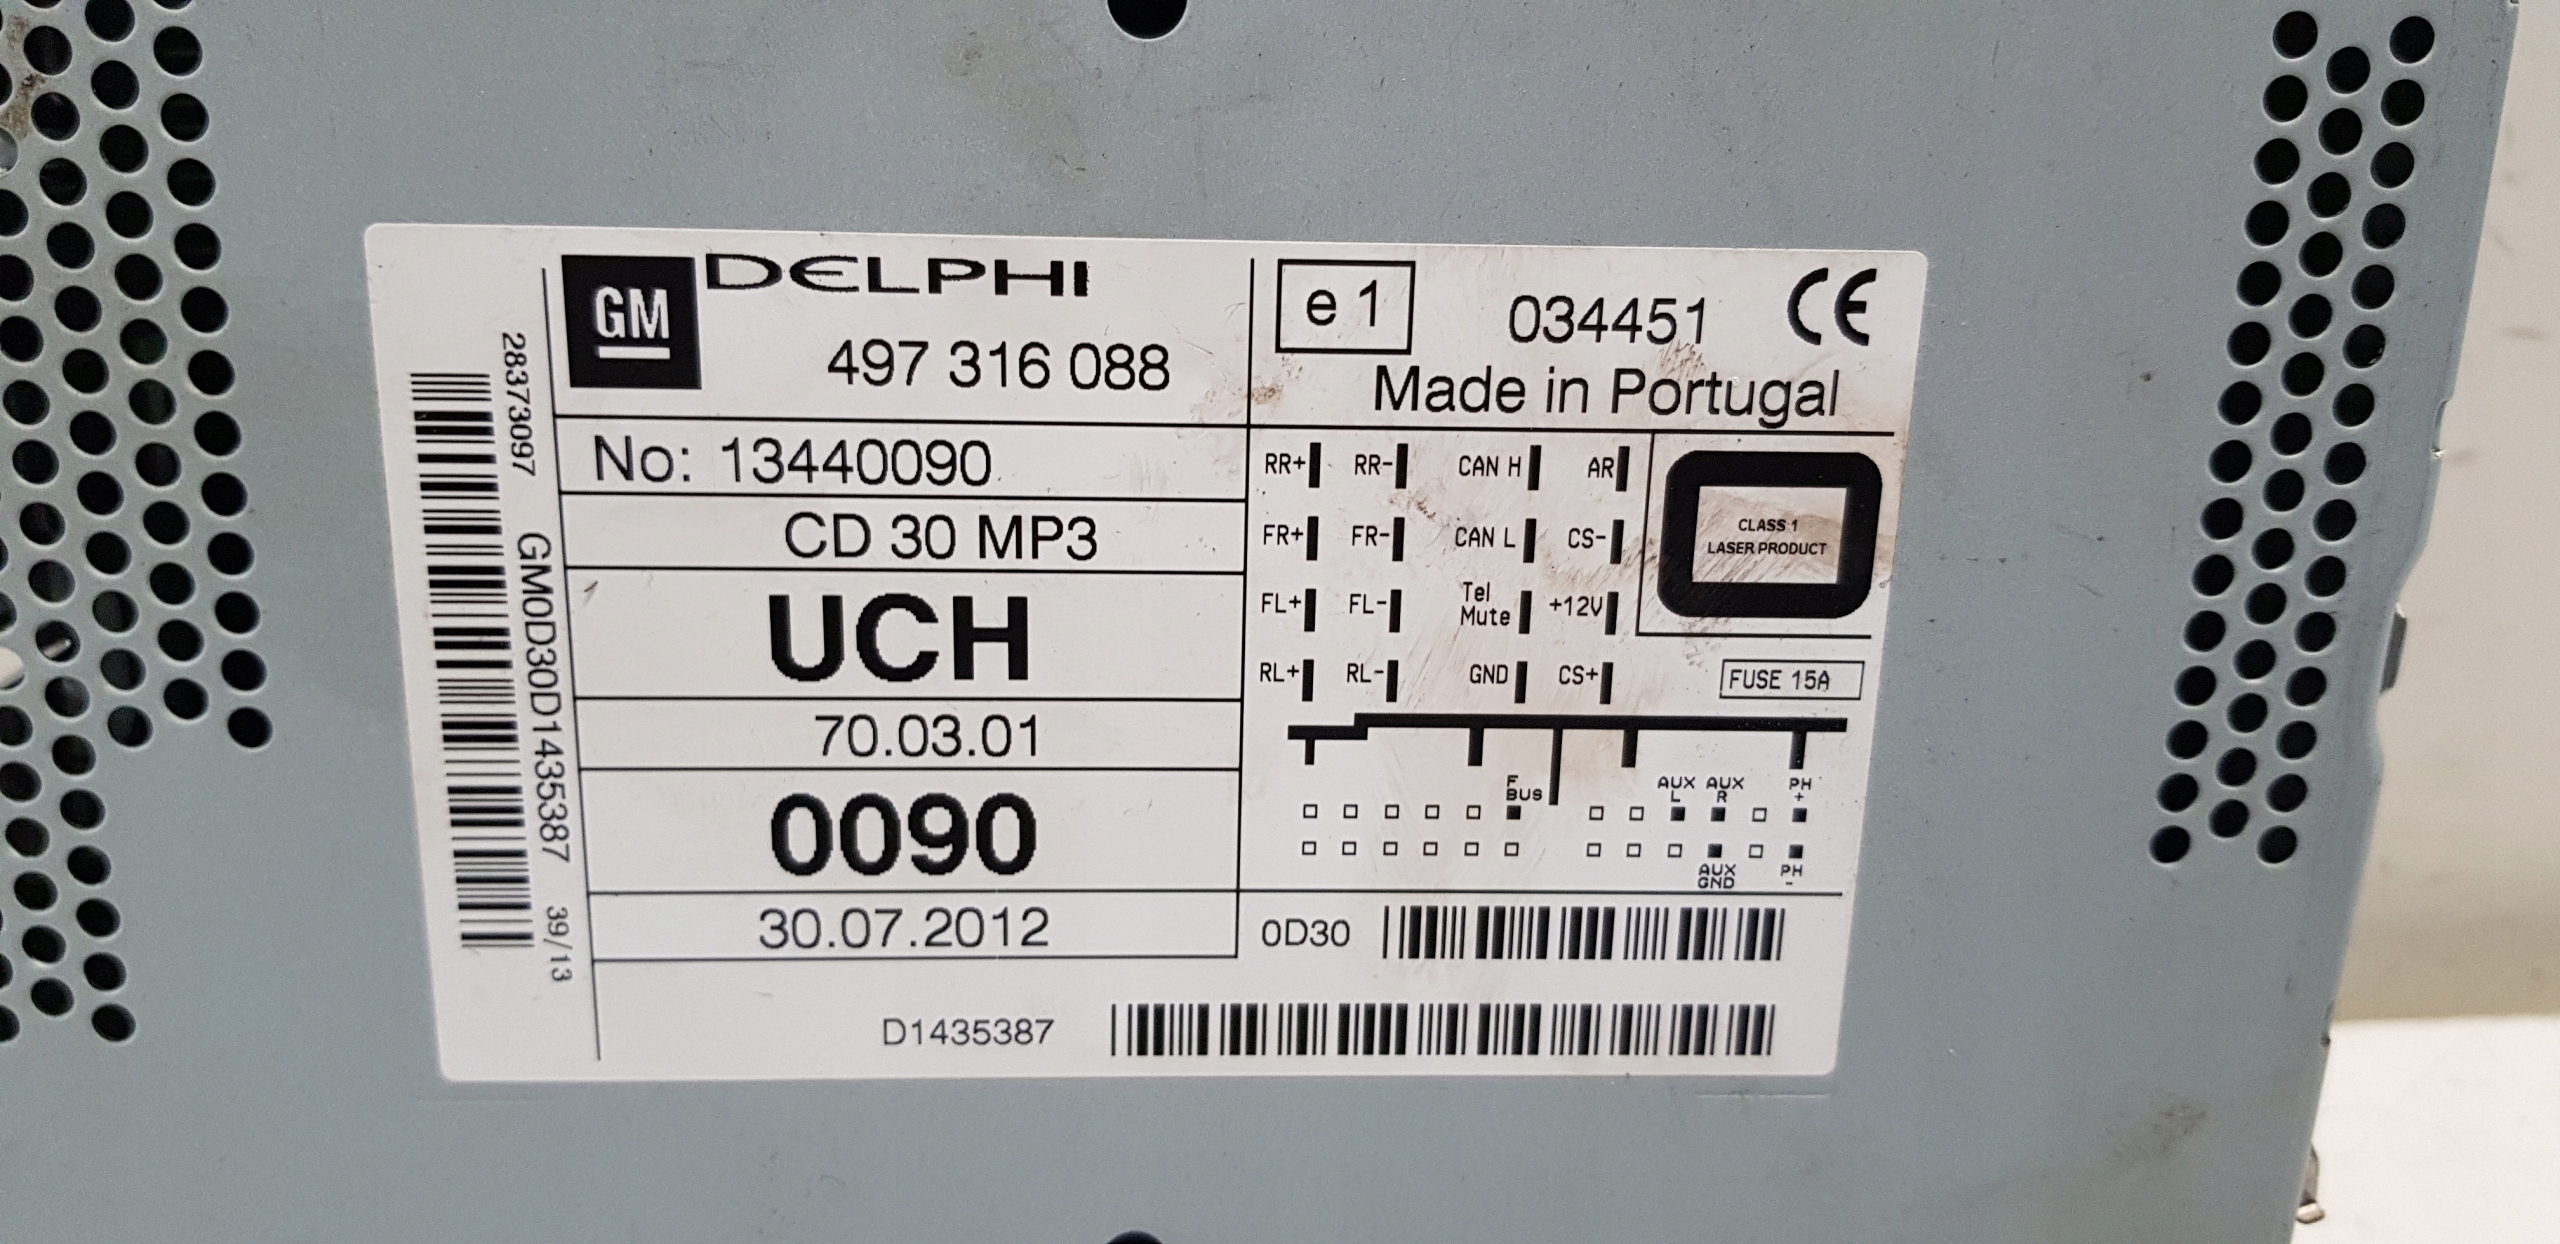 GM DELPHI
497 316 088
No: 13440090
CD 30 MP3
UCH
70.03.01
0090
30.07.2012
e1 034451 CE
Made in Portugal
RR+ RR- CAN H AR
FR+ FR- CAN L CS-
FL+ FL- Tel Mute +12V
RL+ RL- GND CS+
CLASS 1
LASER PRODUCT
FUSE 15A
F BUS AUX L AUX R PH +
AUX GND PH -
0D30
D1435387
28373097 GM0D30D1435387 39/13